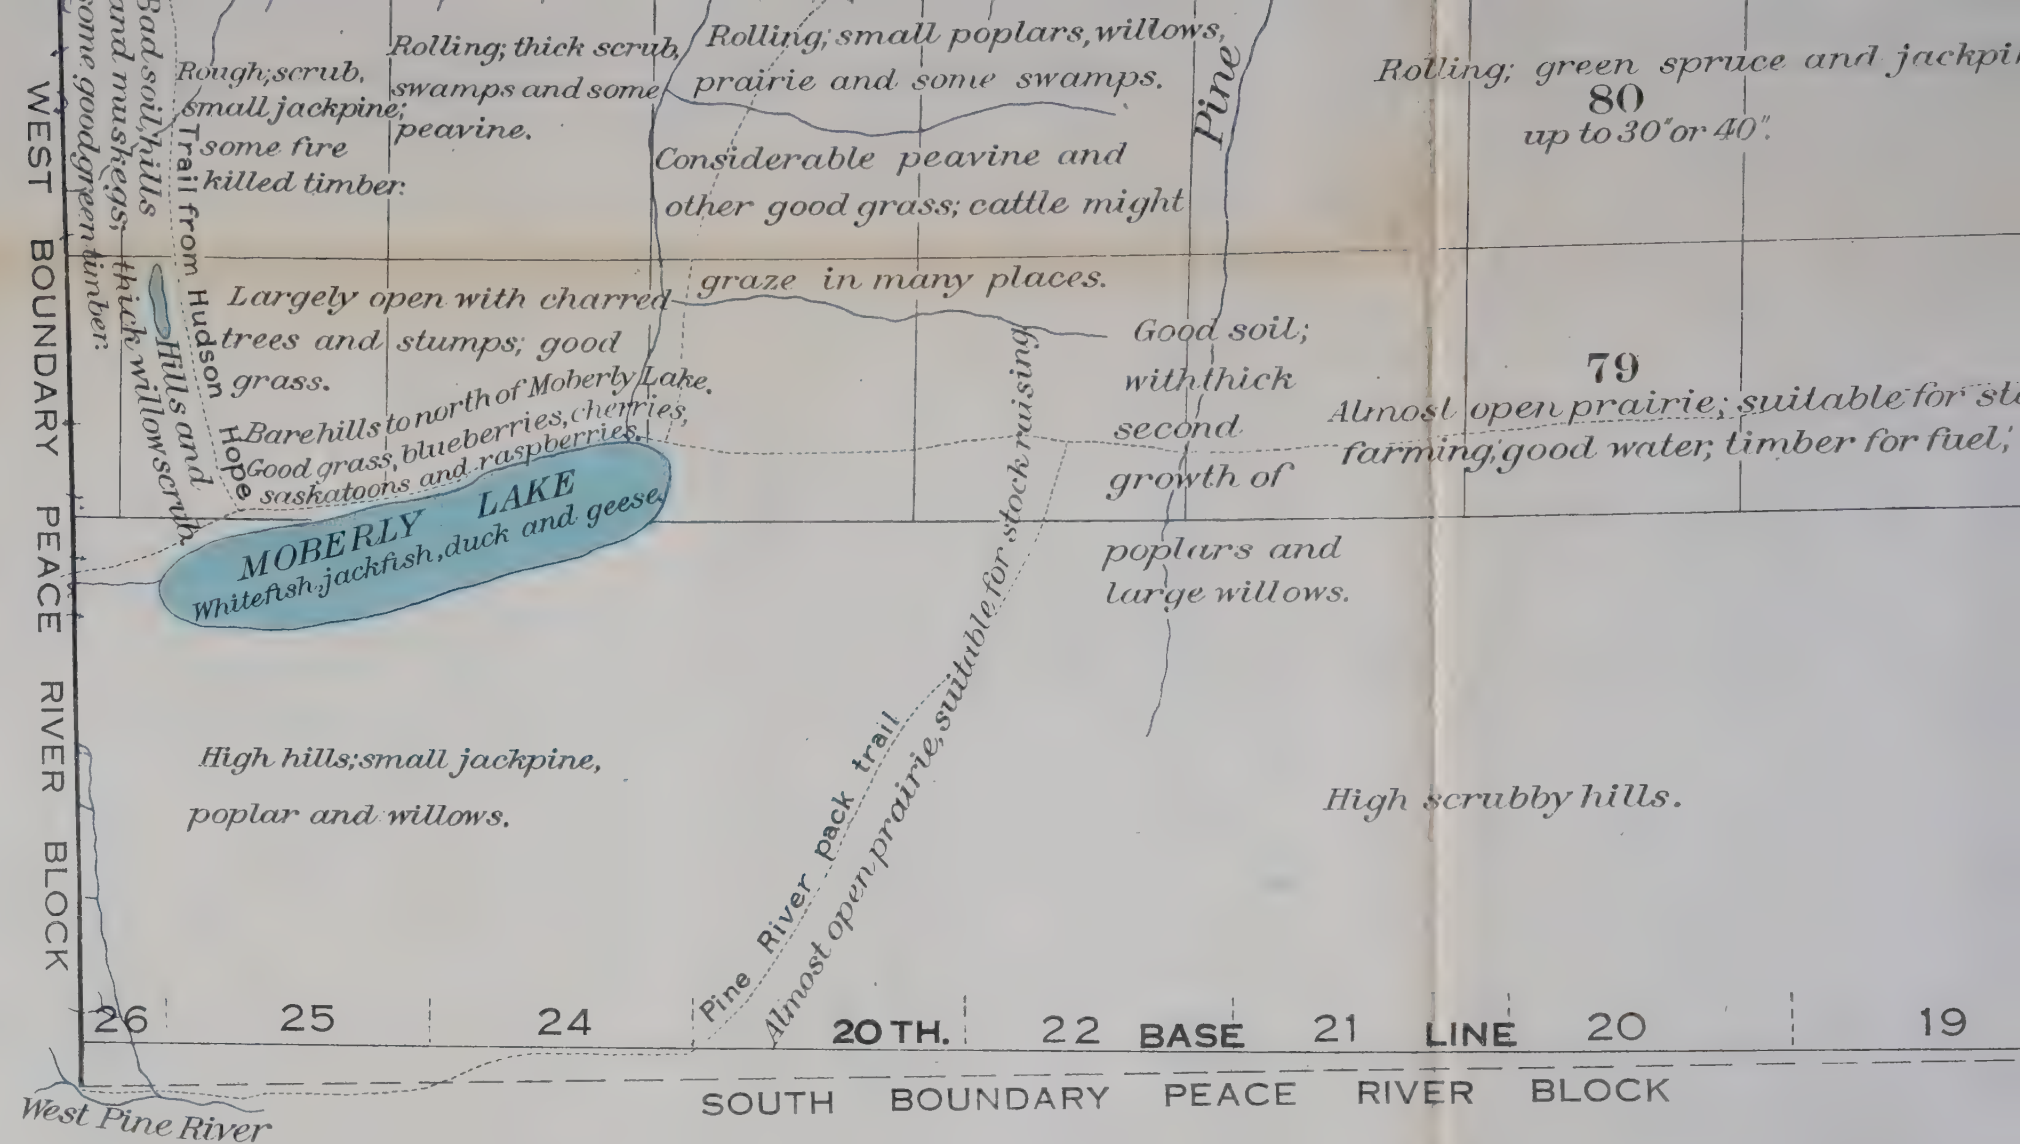 WEST BOUNDARY PEACE RIVER BLOCK
some good green timber.
and muskegs; thick willow scrub.
Bad soil, hills
Trail from Hudson Hope
Hills and
Rough; scrub,
small jackpine;
some fire
killed timber.
Rolling; thick scrub,
swamps and some
peavine.
Rolling; small poplars, willows,
prairie and some swamps.
Considerable peavine and
other good grass; cattle might
graze in many places.
Pine
Rolling; green spruce and
80
up to 30" or 40".
Largely open with charred
trees and stumps; good
grass.
Bare hills to north of Moberly Lake.
Good grass, blueberries, cherries,
saskatoons and raspberries.
MOBERLY LAKE
Whitefish, jackfish, duck and geese.
Good soil;
with thick
second
growth of
poplars and
large willows.
79
Almost open prairie; suitable for
farming; good water, timber for fuel;
High hills; small jackpine,
poplar and willows.
Pine River pack trail
Almost open prairie, suitable for stock raising
High scrubby hills.
26 25 24 20TH. 22 BASE 21 LINE 20 19
SOUTH BOUNDARY PEACE RIVER BLOCK
West Pine River